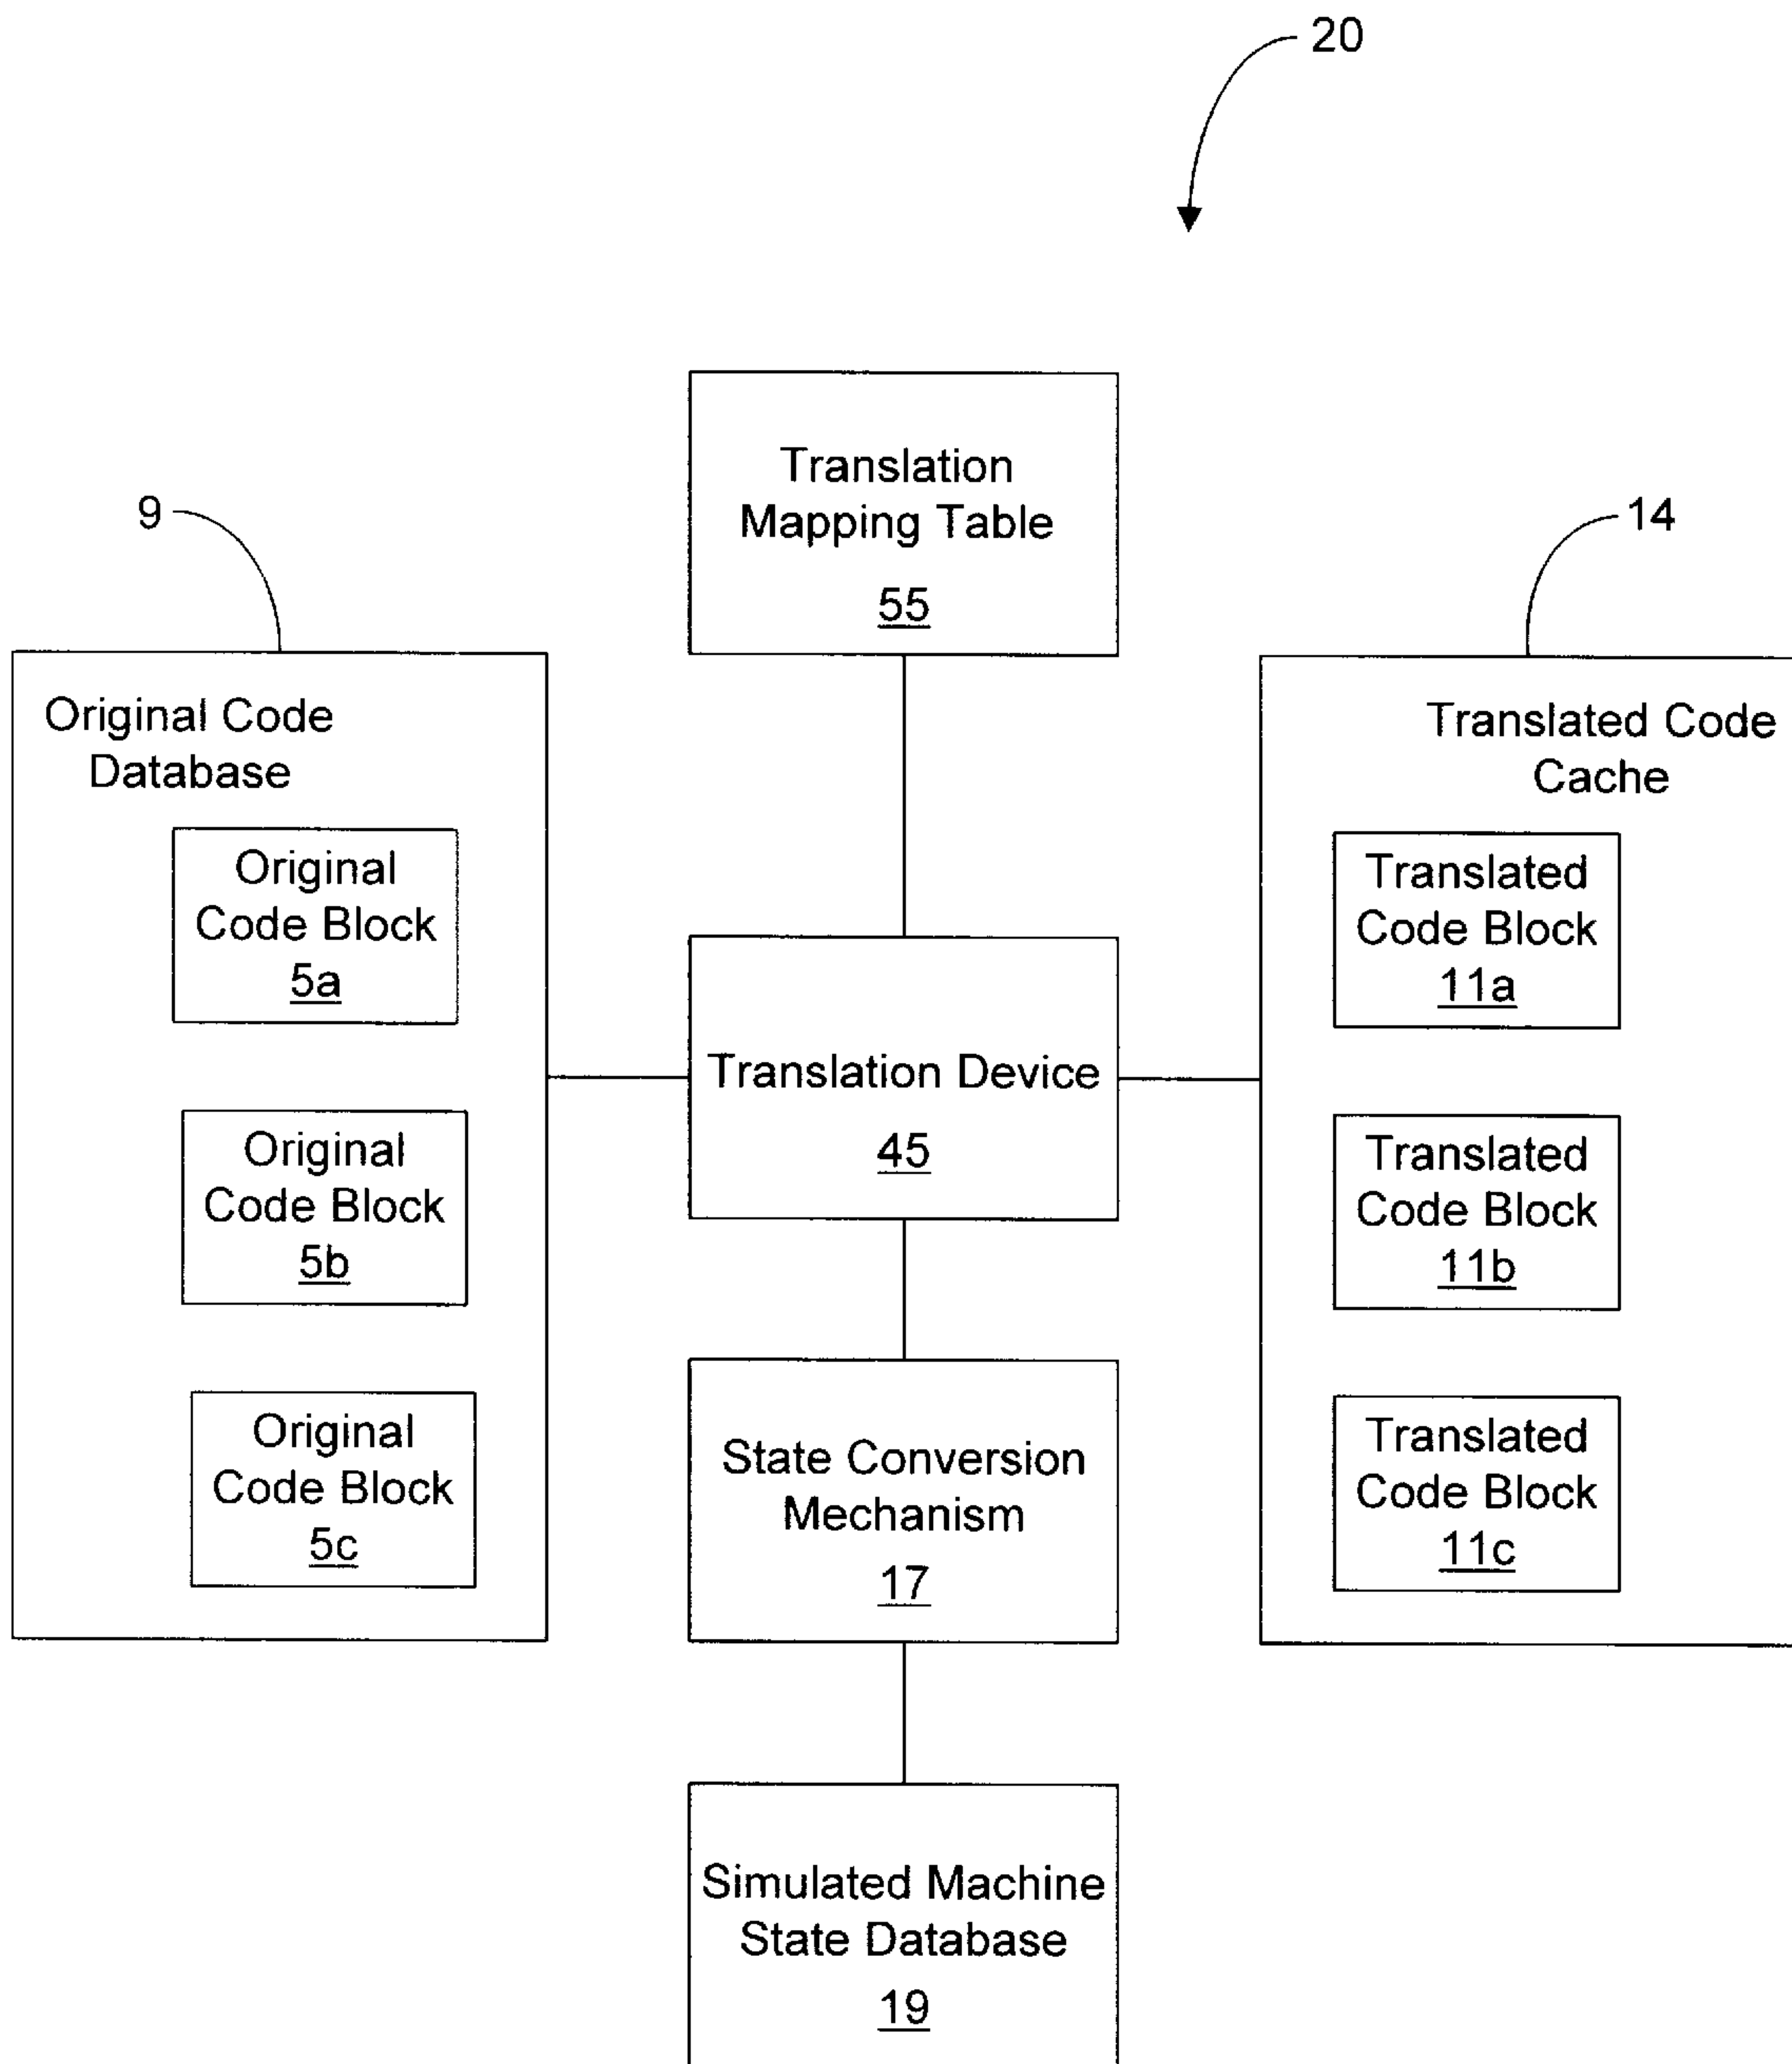 20
Translation
Mapping Table
55
9
14
Original Code
Database
Original
Code Block
5a
Original
Code Block
5b
Original
Code Block
5c
Translation Device
45
State Conversion
Mechanism
17
Simulated Machine
State Database
19
Translated Code
Cache
Translated
Code Block
11a
Translated
Code Block
11b
Translated
Code Block
11c